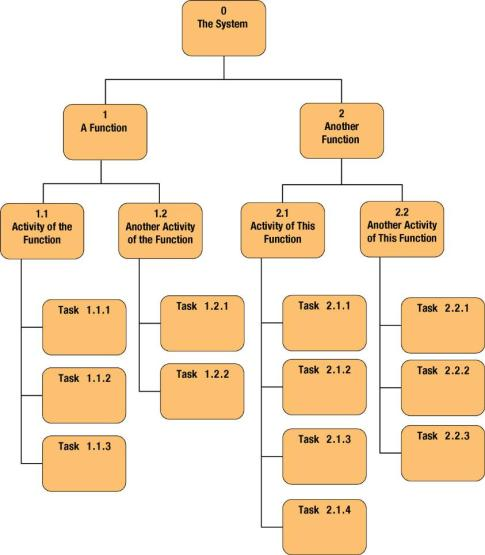 0
The System
1
A Function
2
Another
Function
1.1
Activity of the
Function
1.2
Another Activity
of the Function
2.1
Activity of This
Function
2.2
Another Activity
of This Function
Task 1.1.1
Task 1.1.2
Task 1.1.3
Task 1.2.1
Task 1.2.2
Task 2.1.1
Task 2.1.2
Task 2.1.3
Task 2.1.4
Task 2.2.1
Task 2.2.2
Task 2.2.3